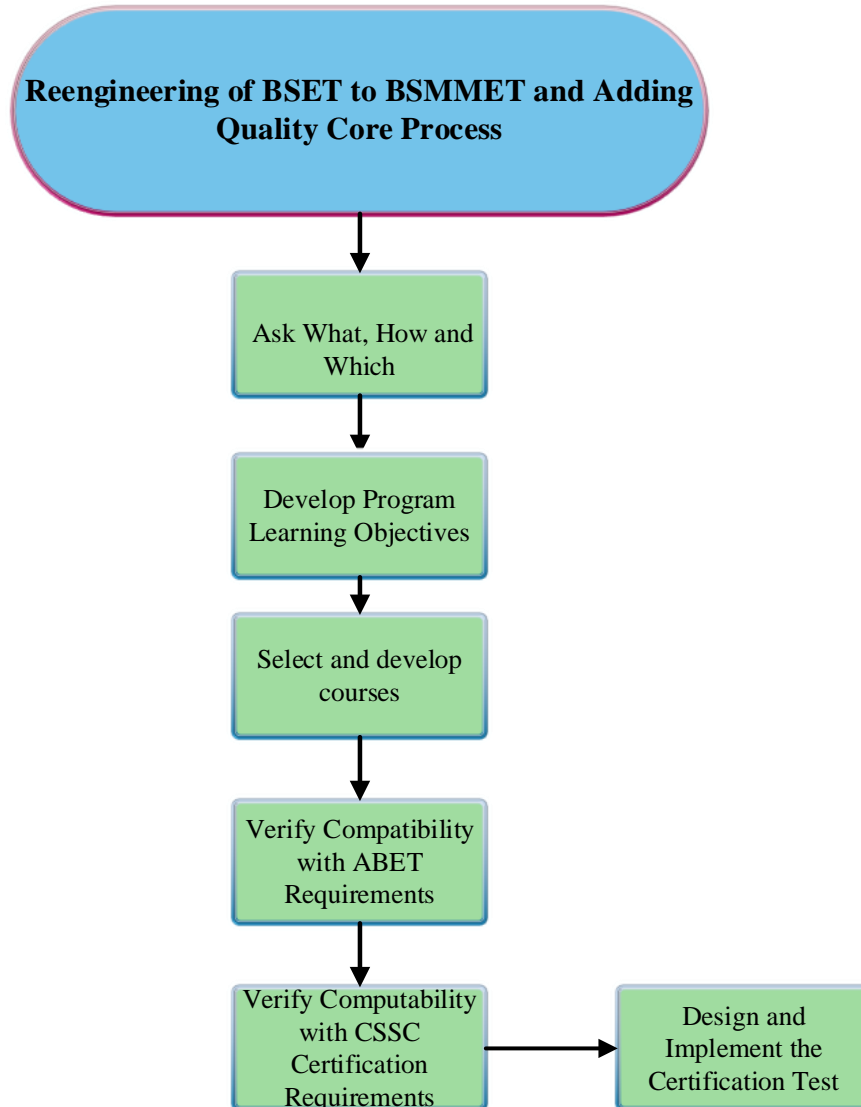 Reengineering of BSET to BSMMET and Adding
Quality Core Process
Ask What, How and
Which
Develop Program
Learning Objectives
Select and develop
courses
Verify Compatibility
with ABET
Requirements
Verify Computability
with CSSC
Certification
Requirements
Design and
Implement the
Certification Test